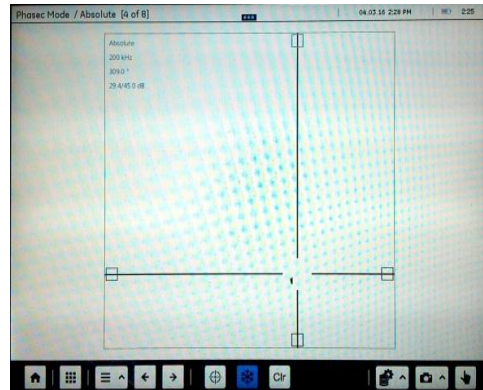 Phasec Mode / Absolute [4 of 8]
04.03.16 2:28 PM
2:25
Absolute
200 kHz
309.0 °
29.4/45.0 dB
Clr